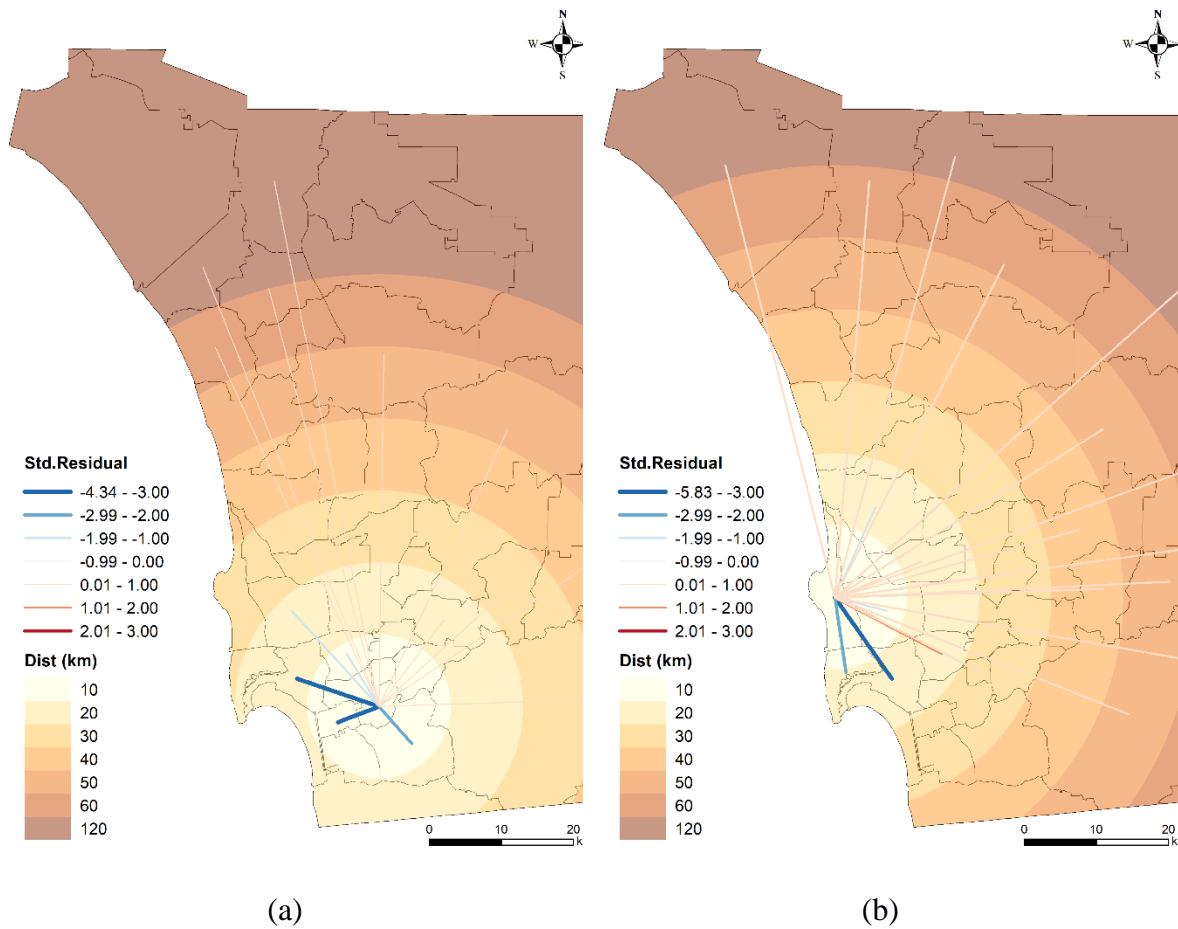 N
W
S
Std.Residual
-4.34 - -3.00
-2.99 - -2.00
-1.99 - -1.00
-0.99 - 0.00
0.01 - 1.00
1.01 - 2.00
2.01 - 3.00
Dist (km)
10
20
30
40
50
60
120
0 10 20
k
(a)
N
W
S
Std.Residual
-5.83 - -3.00
-2.99 - -2.00
-1.99 - -1.00
-0.99 - 0.00
0.01 - 1.00
1.01 - 2.00
2.01 - 3.00
Dist (km)
10
20
30
40
50
60
120
0 10 20
k
(b)